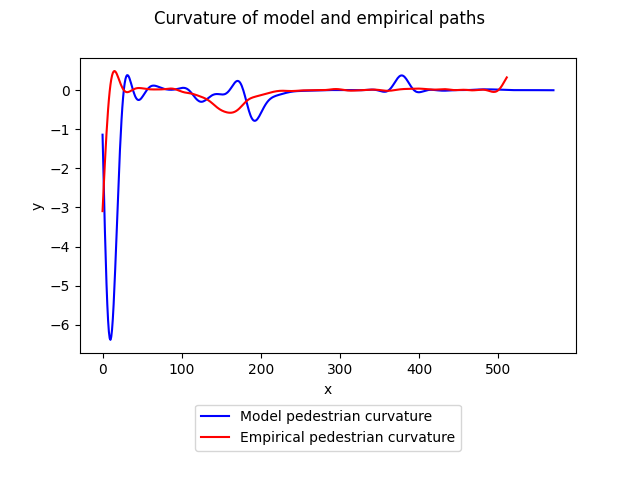 Curvature of model and empirical paths
0
−1
−2
−3
−4
−5
−6
y
0 100 200 300 400 500
x
Model pedestrian curvature
Empirical pedestrian curvature